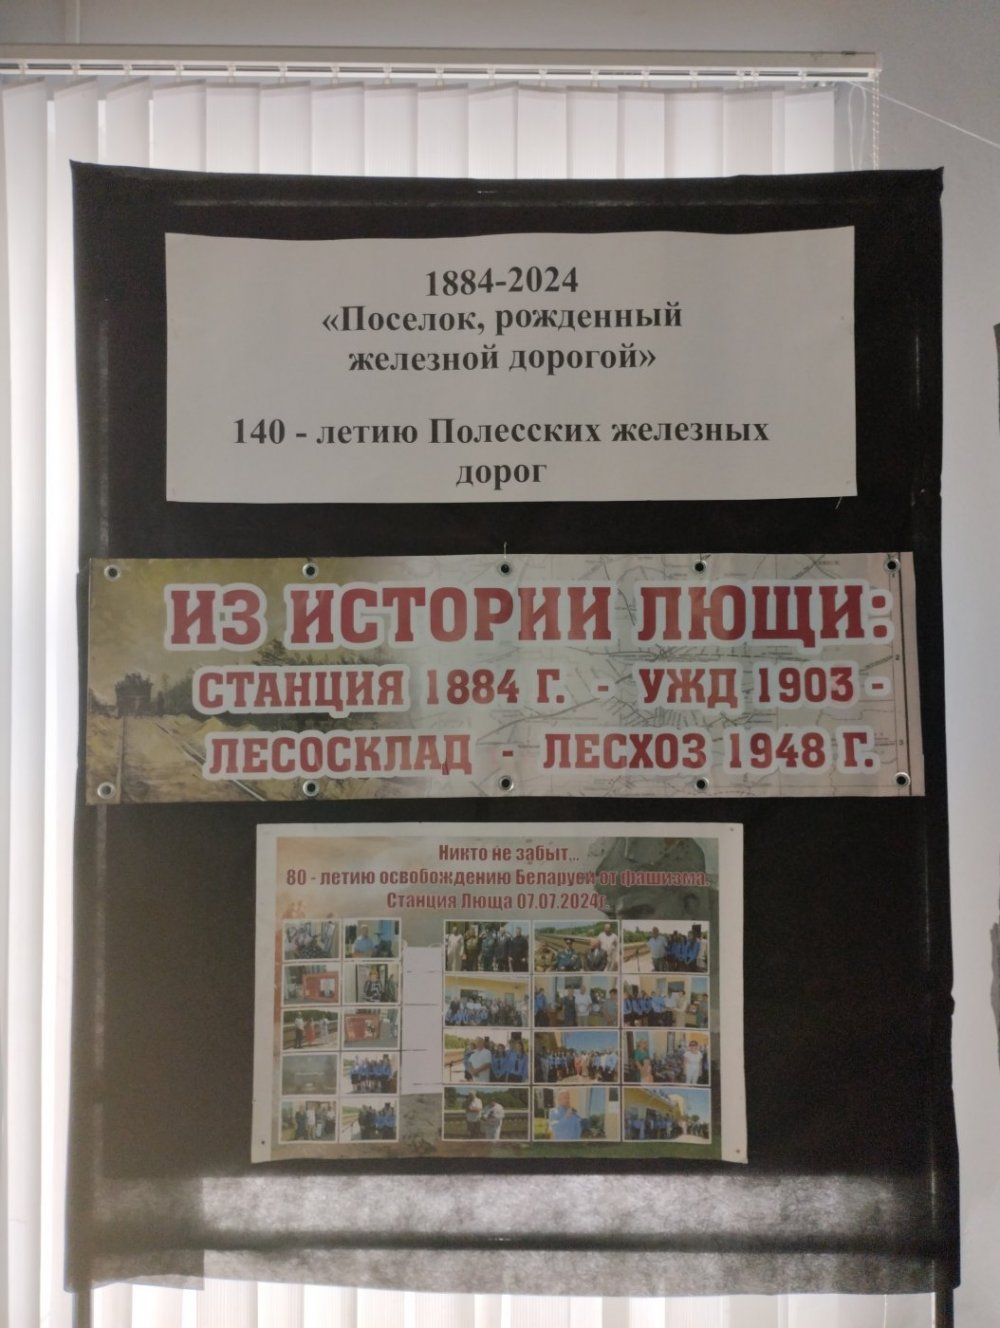 1884-2024
«Поселок, рожденный
железной дорогой»
140 - летию Полесских железных
дорог
ИЗ ИСТОРИИ ЛЮЩИ:
СТАНЦИЯ 1884 Г. - УЖД 1903 -
ЛЕСОСКЛАД - ЛЕСХОЗ 1948 Г.
Никто не забыт...
80 - летию освобождению Беларуси от фашизма.
Станция Люща 07.07.2024г.